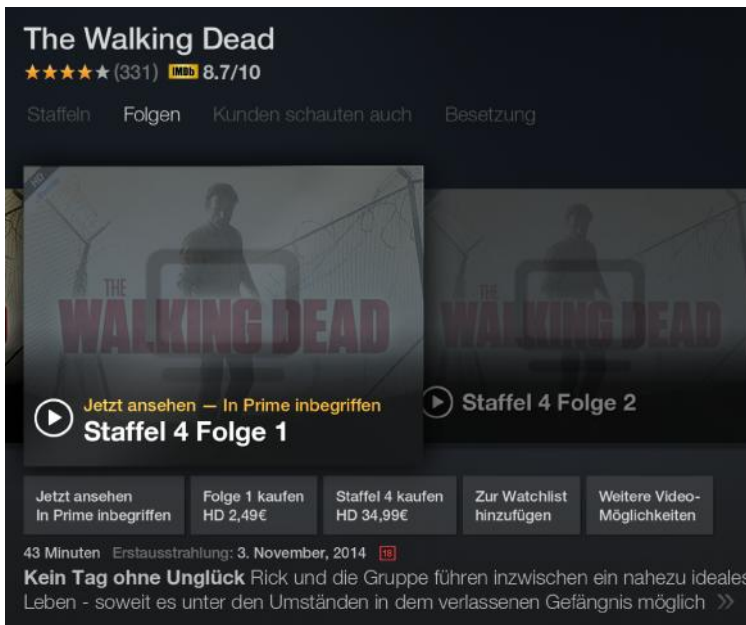 The Walking Dead
(331) IMDb 8.7/10
Staffeln Folgen Kunden schauten auch Besetzung
HD
THE
WALKING DEAD
THE
WALKING DEAD
Jetzt ansehen — In Prime inbegriffen
Staffel 4 Folge 1
Staffel 4 Folge 2
Jetzt ansehen
In Prime inbegriffen
Folge 1 kaufen
HD 2,49€
Staffel 4 kaufen
HD 34,99€
Zur Watchlist
hinzufügen
Weitere Video-
Möglichkeiten
43 Minuten Erstausstrahlung: 3. November, 2014 18
Kein Tag ohne Unglück Rick und die Gruppe führen inzwischen ein nahezu ideales
Leben - soweit es unter den Umständen in dem verlassenen Gefängnis möglich »